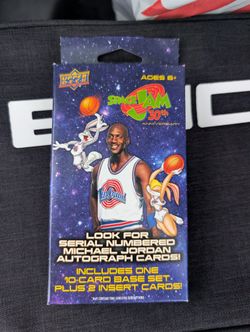 UPPER DECK
AGES 6+
SPACE JAM
30th
ANNIVERSARY
LOOK FOR
SERIAL NUMBERED
MICHAEL JORDAN
AUTOGRAPH CARDS!
INCLUDES ONE
10-CARD BASE SET
PLUS 2 INSERT CARDS!